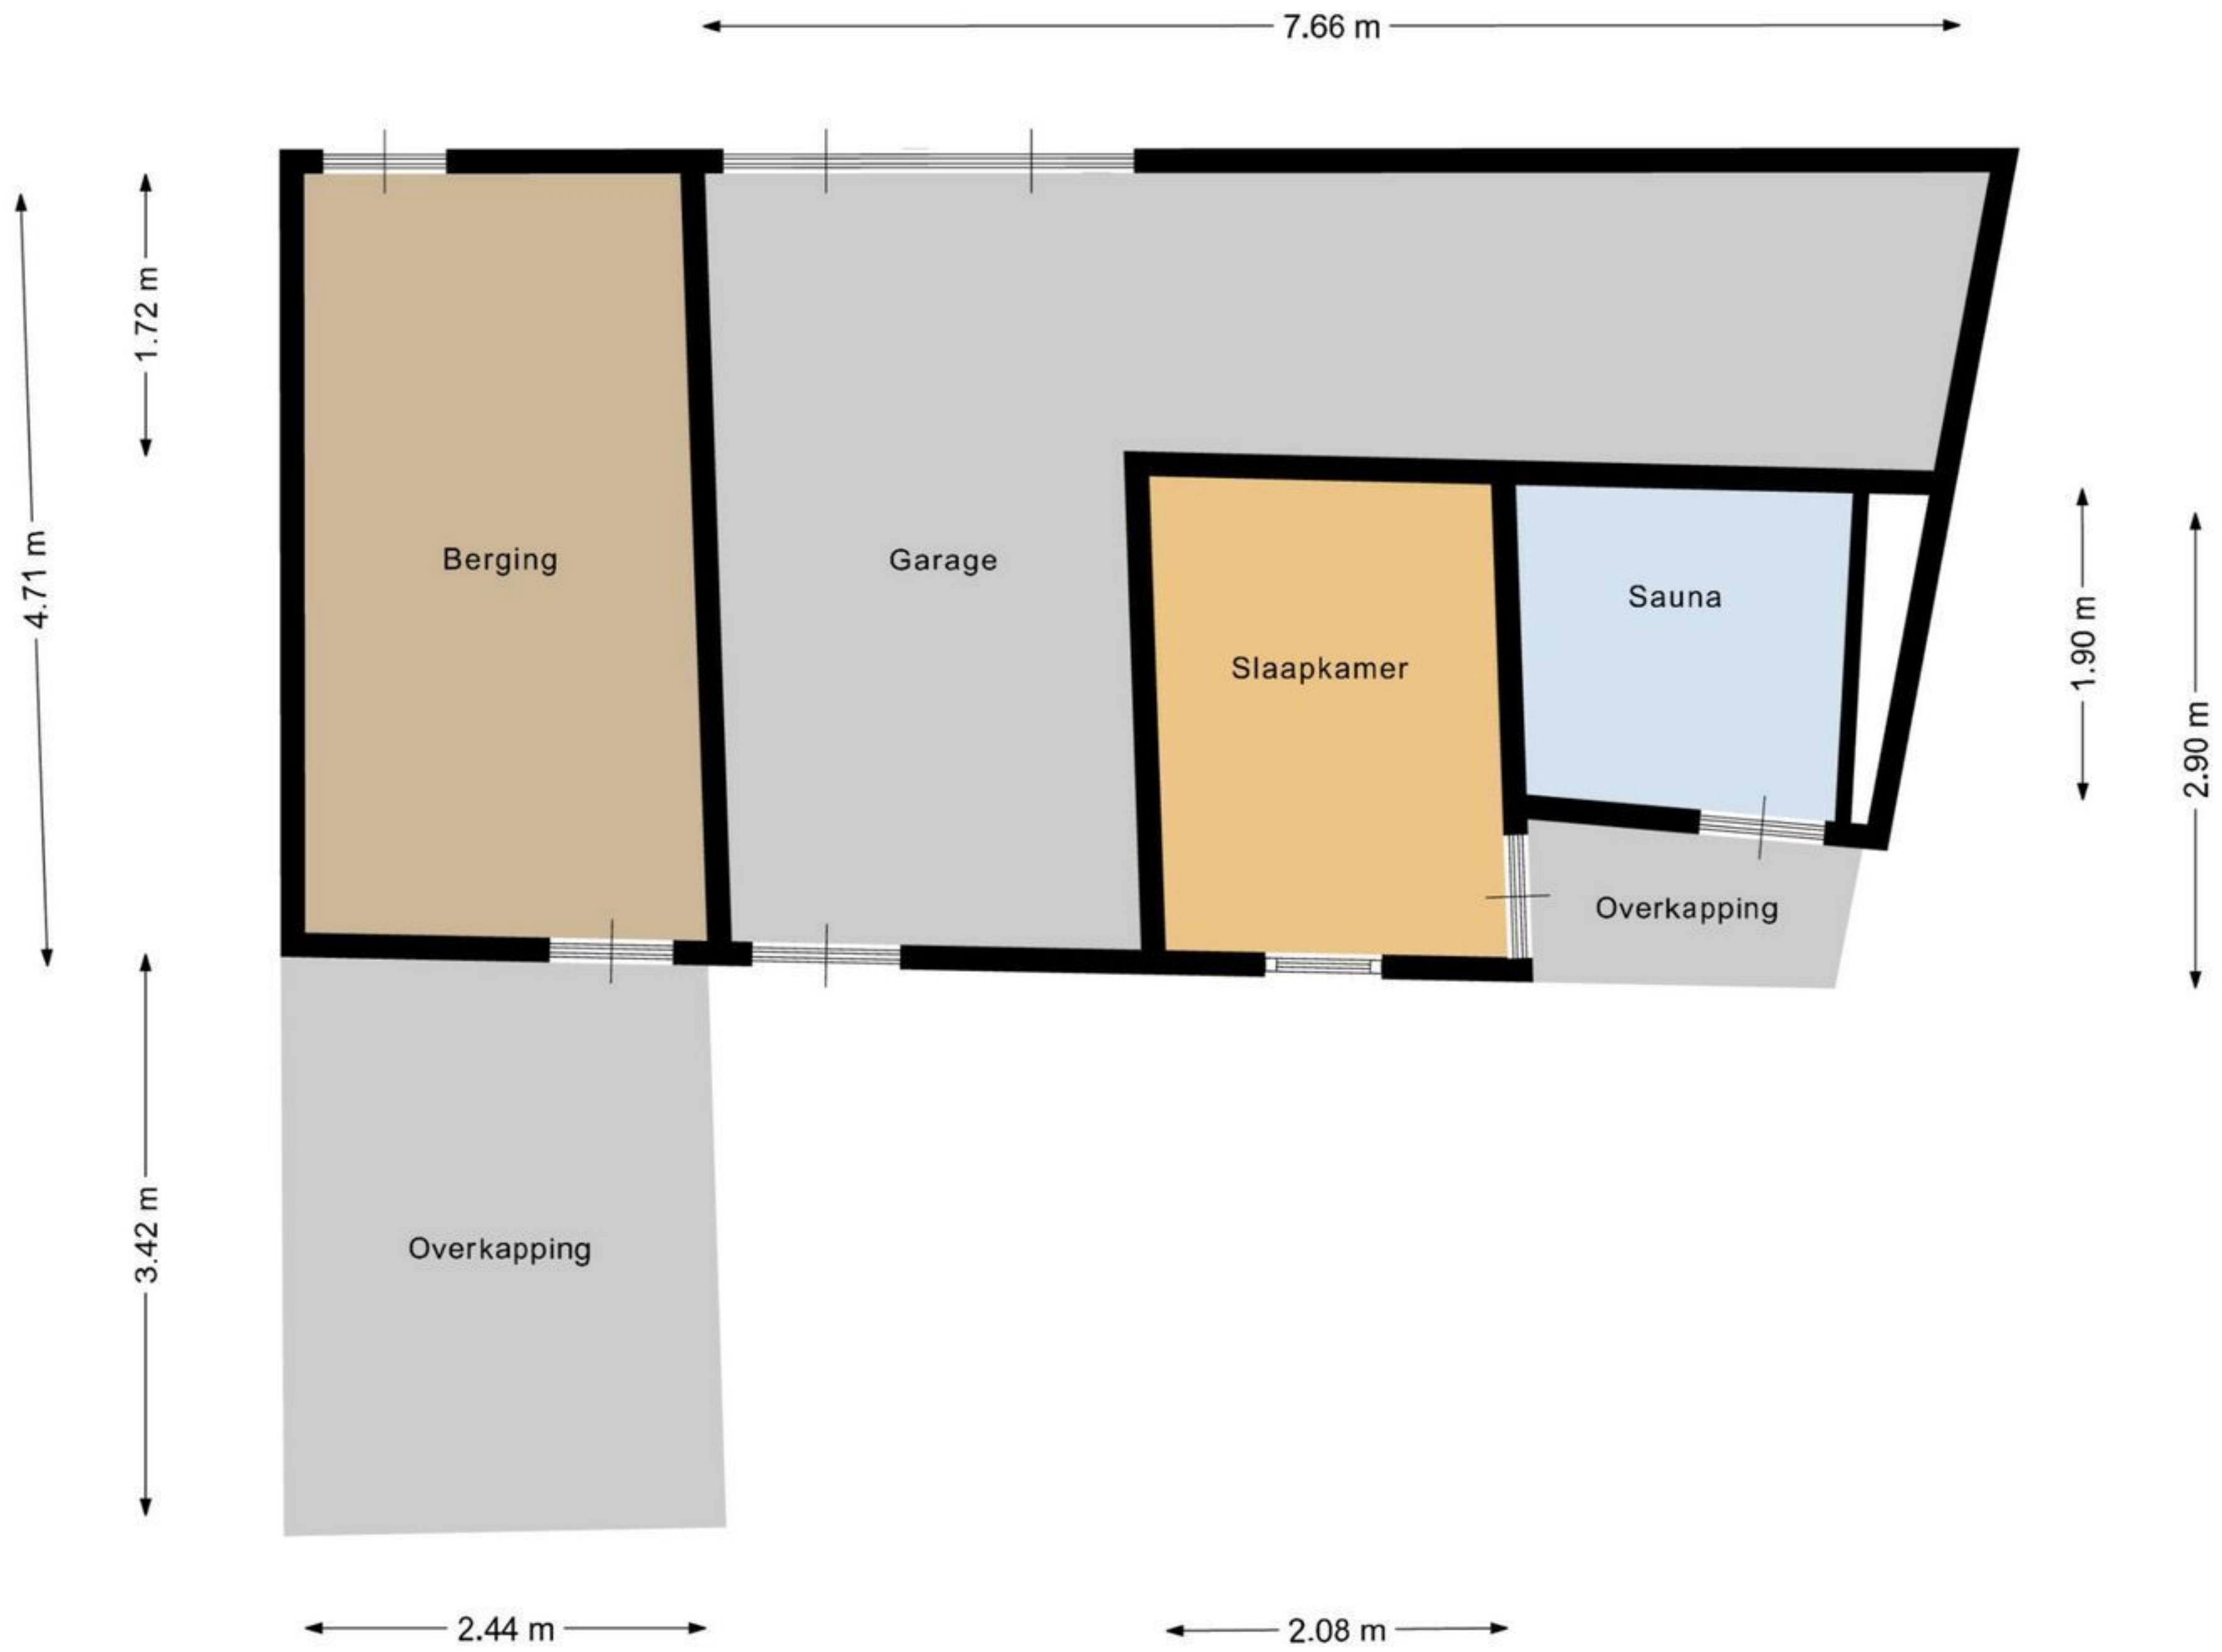 7.66 m
1.72 m
4.71 m
Berging
Garage
Sauna
1.90 m
Slaapkamer
2.90 m
Overkapping
3.42 m
Overkapping
2.44 m
2.08 m